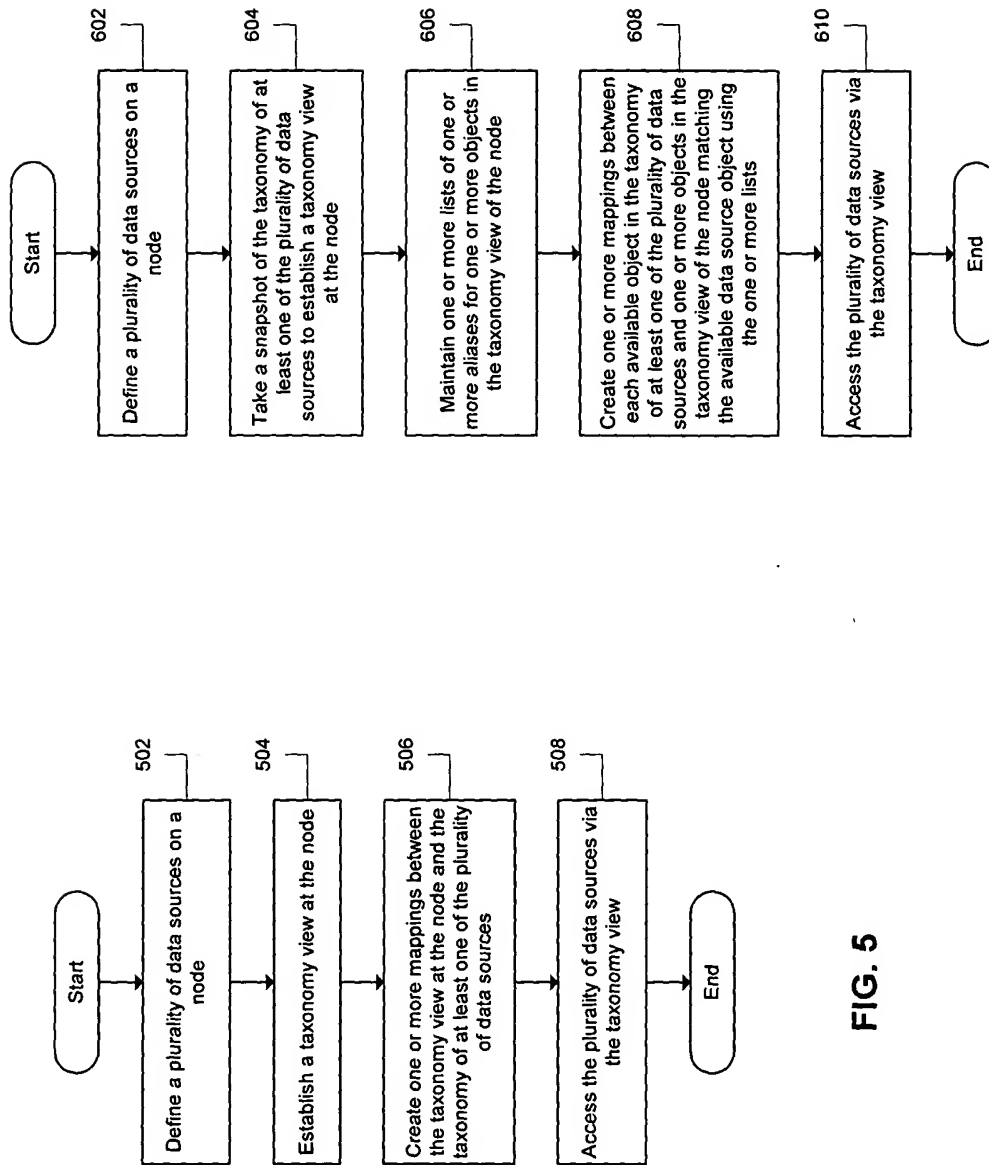 Start
Define a plurality of data sources on a
node
502
Establish a taxonomy view at the node
504
Create one or more mappings between
the taxonomy view at the node and the
taxonomy of at least one of the plurality
of data sources
506
Access the plurality of data sources via
the taxonomy view
508
End
FIG. 5
Start
Define a plurality of data sources on a
node
602
Take a snapshot of the taxonomy of at
least one of the plurality of data
sources to establish a taxonomy view
at the node
604
Maintain one or more lists of one or
more aliases for one or more objects in
the taxonomy view of the node
606
Create one or more mappings between
each available object in the taxonomy
of at least one of the plurality of data
sources and one or more objects in the
taxonomy view of the node matching
the available data source object using
the one or more lists
608
Access the plurality of data sources via
the taxonomy view
610
End